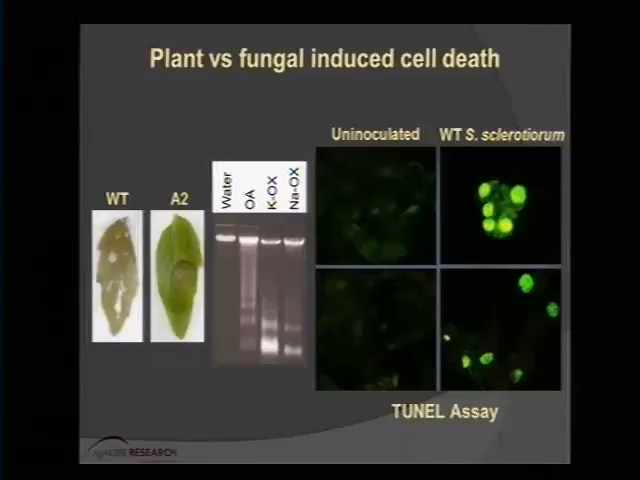 Plant vs fungal induced cell death
Uninoculated
WT S. sclerotiorum
WT
A2
Water
OA
K-OX
Na-OX
TUNEL Assay
RESEARCH